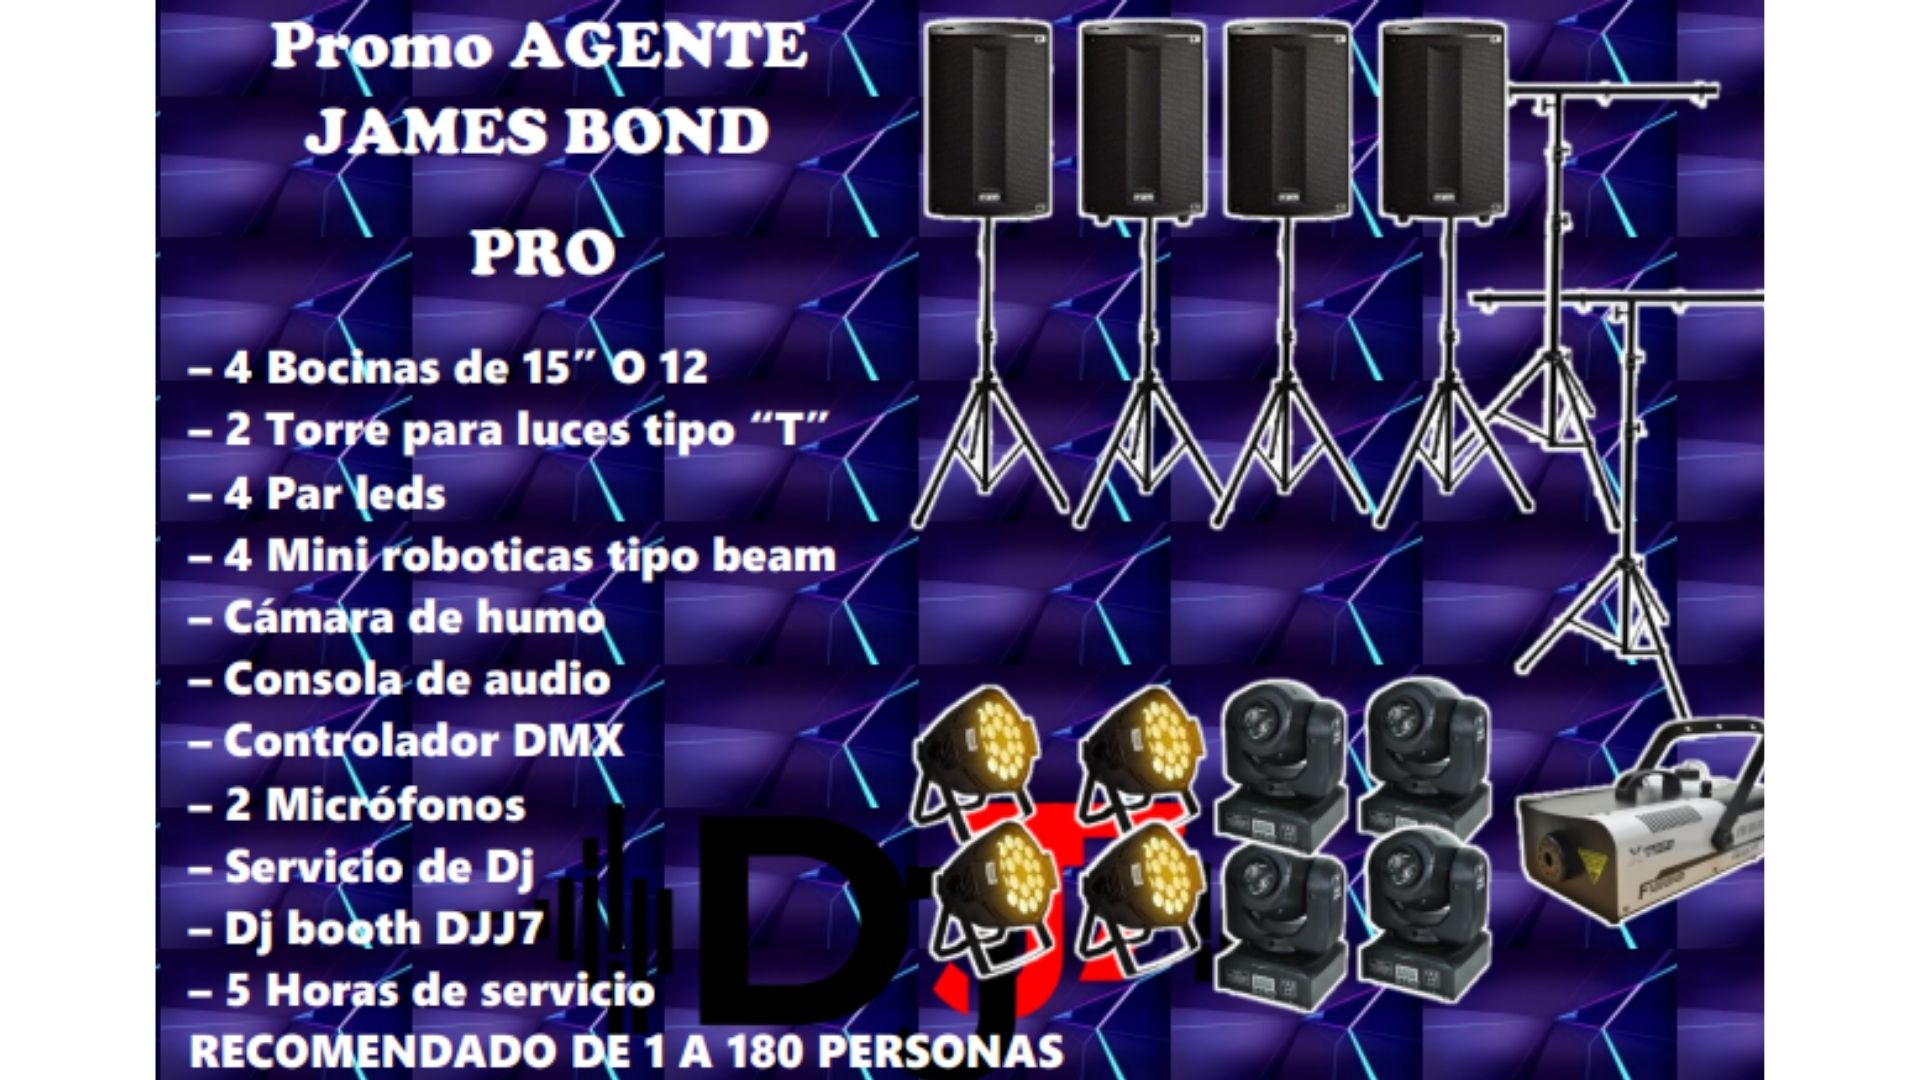 Promo AGENTE
JAMES BOND
PRO
– 4 Bocinas de 15” O 12
– 2 Torre para luces tipo “T”
– 4 Par leds
– 4 Mini roboticas tipo beam
– Cámara de humo
– Consola de audio
– Controlador DMX
– 2 Micrófonos
– Servicio de Dj
– Dj booth DJJ7
– 5 Horas de servicio
RECOMENDADO DE 1 A 180 PERSONAS